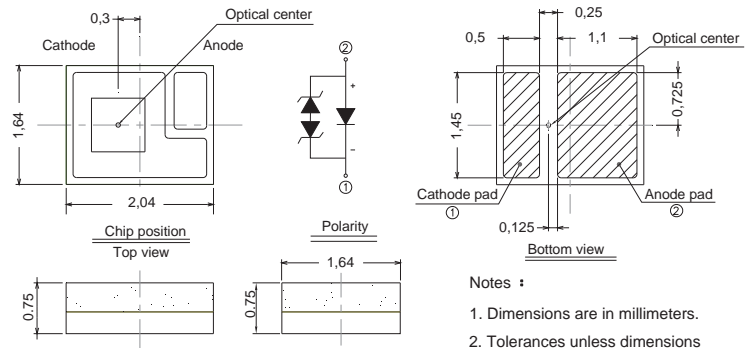 0,3
Optical center
Cathode
Anode
1,64
2,04
Chip position
Top view
②
+
−
①
Polarity
0,25
0,5
1,1
Optical center
1,45
0,725
Cathode pad
①
Anode pad
②
0,125
Bottom view
0.75
1,64
0.75
Notes :
1. Dimensions are in millimeters.
2. Tolerances unless dimensions